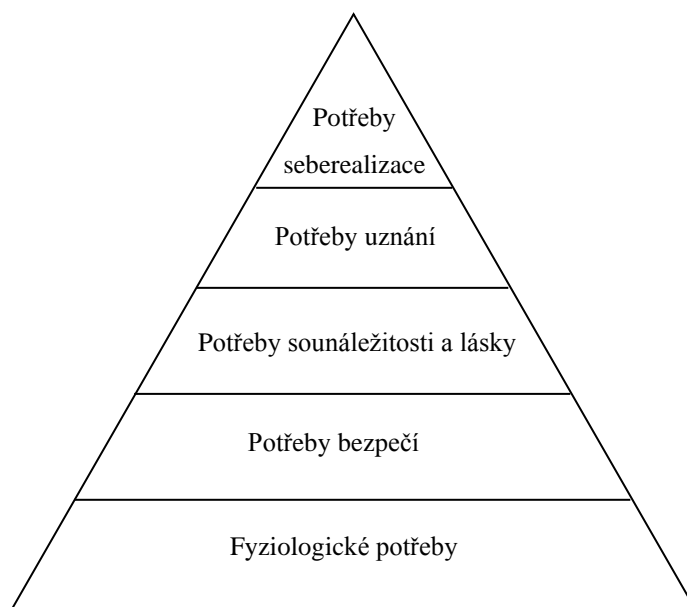 Potřeby
seberealizace
Potřeby uznání
Potřeby sounáležitosti a lásky
Potřeby bezpečí
Fyziologické potřeby